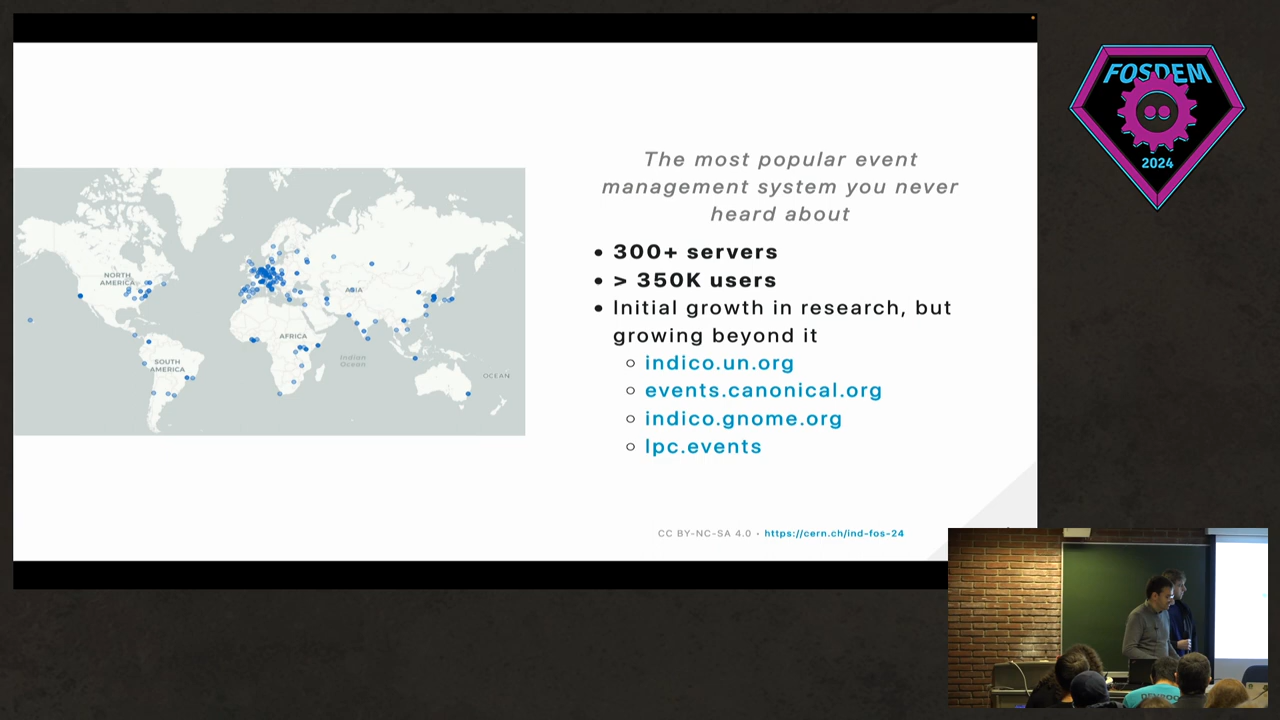 The most popular event
management system you never
heard about
• 300+ servers
• > 350K users
• Initial growth in research, but
growing beyond it
○ indico.un.org
○ events.canonical.org
○ indico.gnome.org
○ lpc.events
CC BY-NC-SA 4.0 • https://cern.ch/ind-fos-24
NORTH
AMERICA
ASIA
AFRICA
Indian
Ocean
SOUTH
AMERICA
OCEAN
FOSDEM
2024